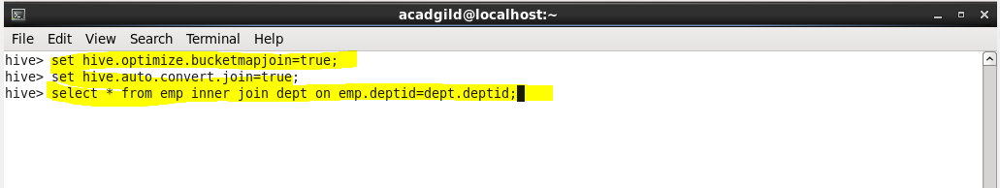 acadgild@localhost:~
File Edit View Search Terminal Help
hive> set hive.optimize.bucketmapjoin=true;
hive> set hive.auto.convert.join=true;
hive> select * from emp inner join dept on emp.deptid=dept.deptid;